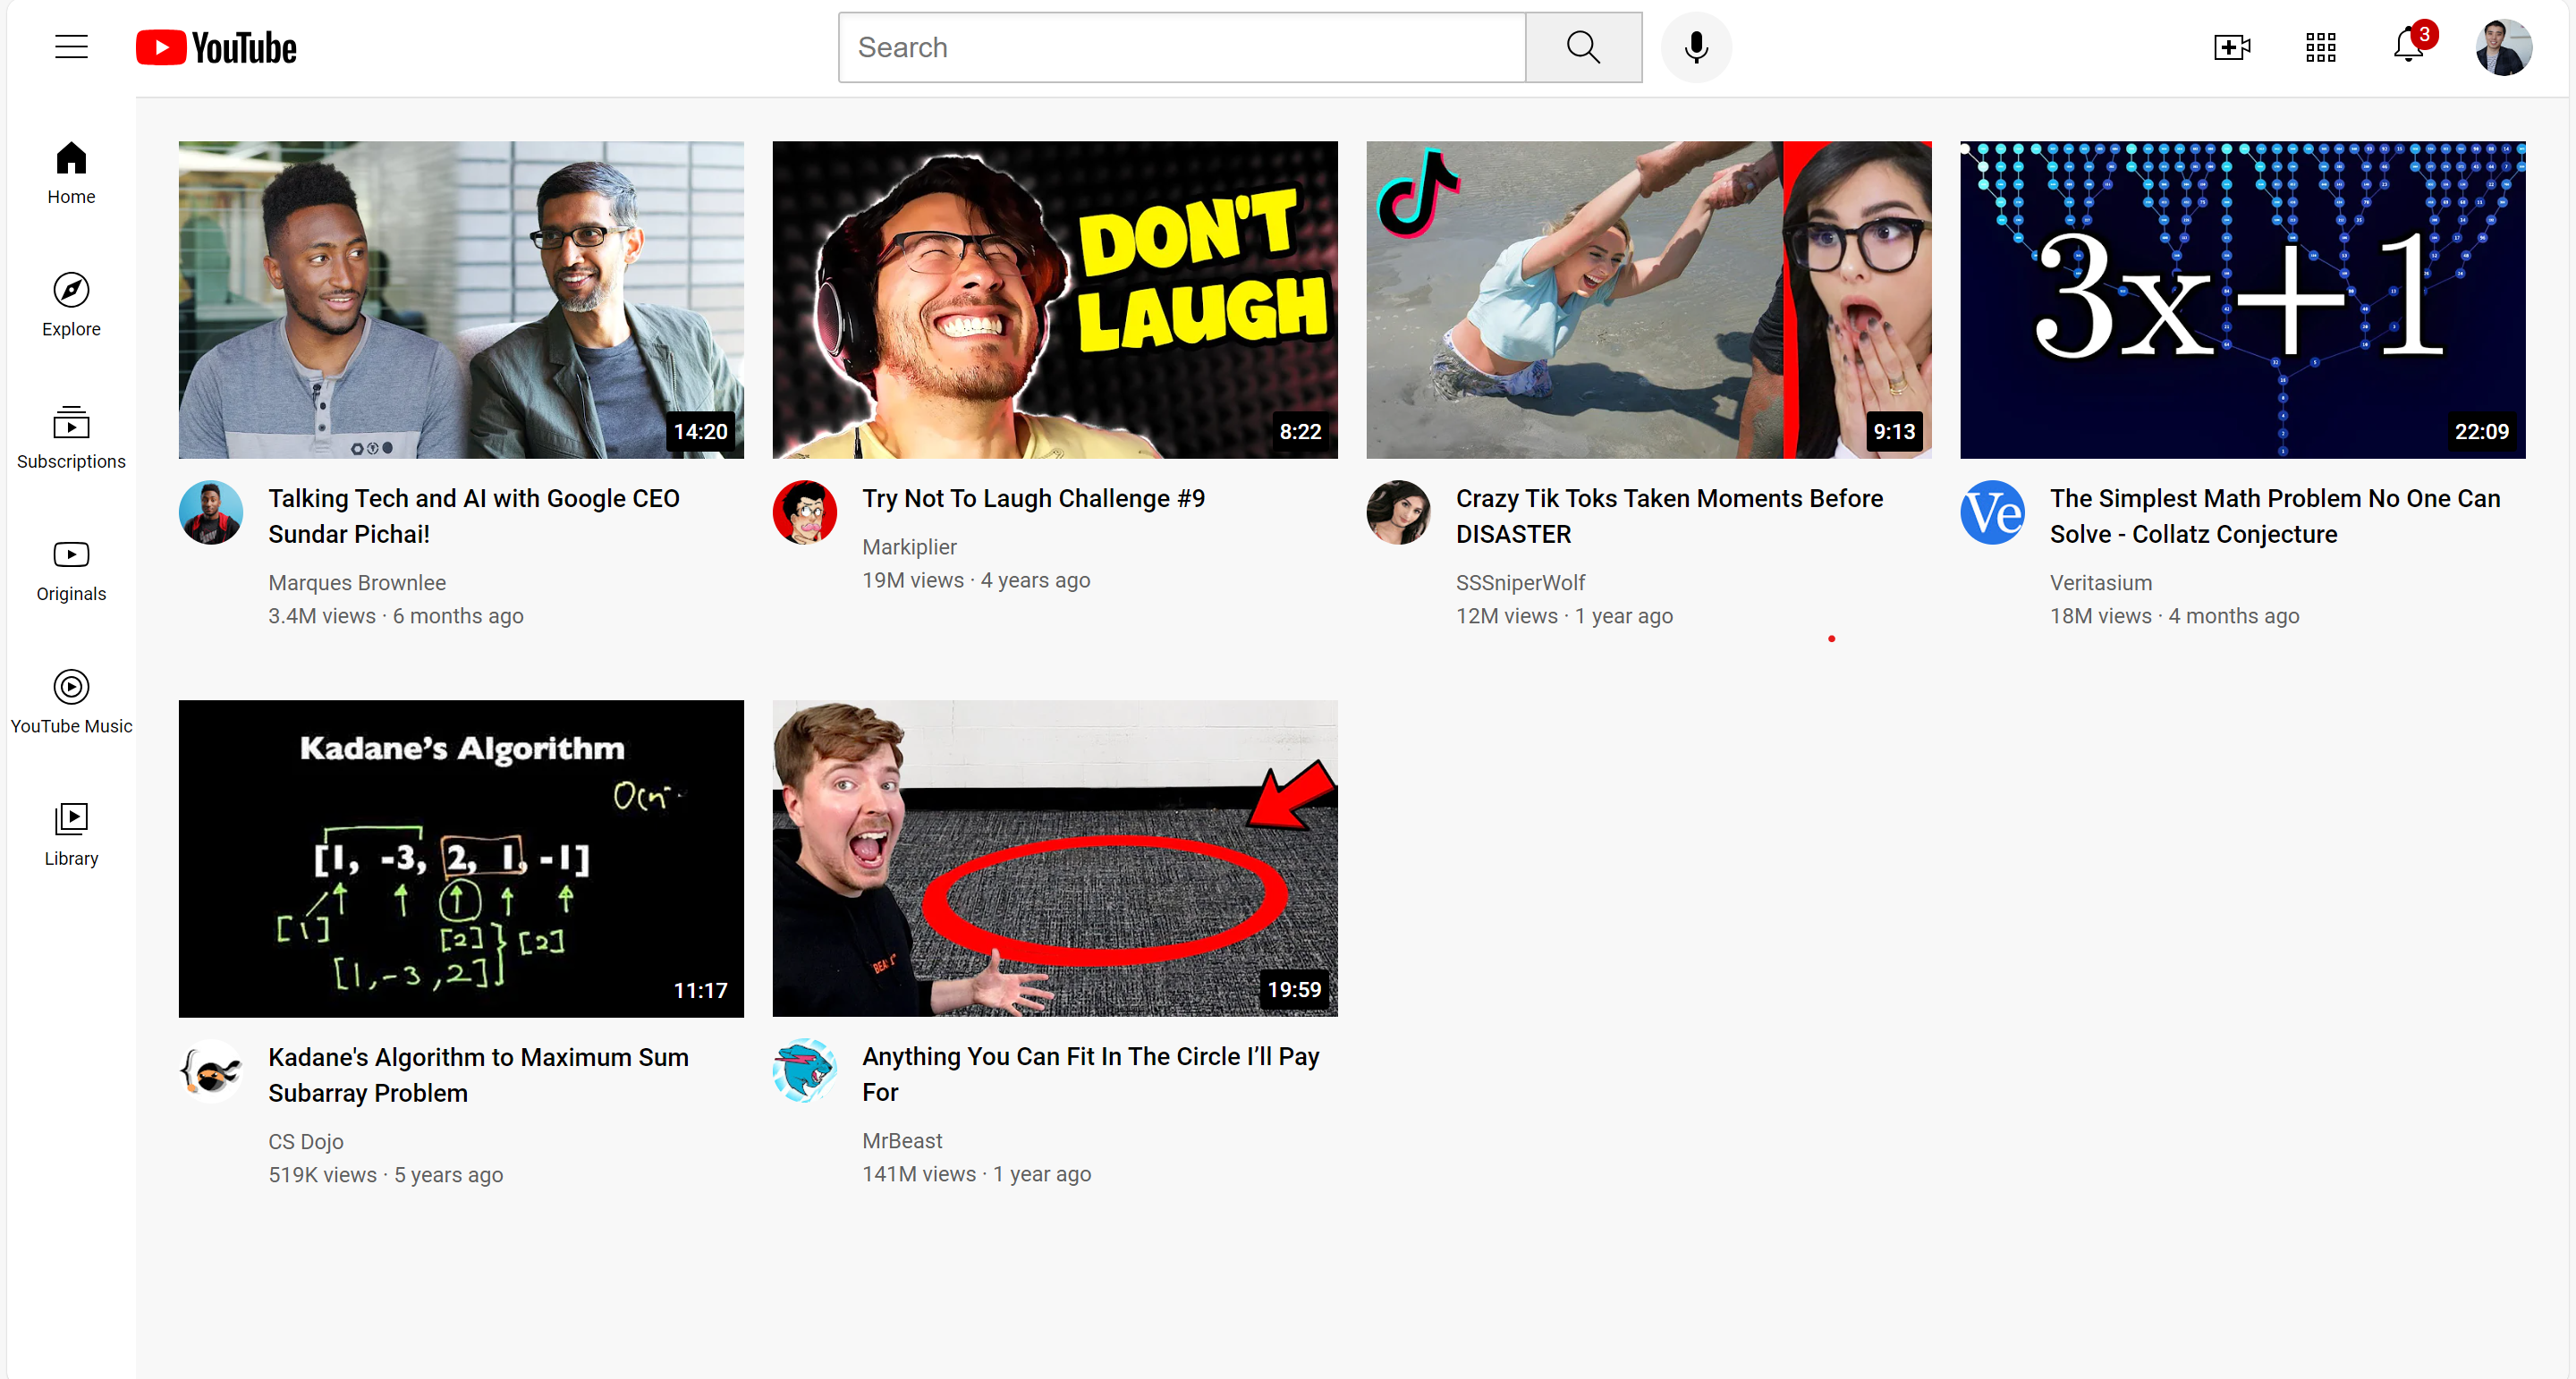 YouTube
Search
3
Home
Explore
Subscriptions
Originals
YouTube Music
Library
14:20
Talking Tech and AI with Google CEO
Sundar Pichai!
Marques Brownlee
3.4M views · 6 months ago
DON'T
LAUGH
8:22
Try Not To Laugh Challenge #9
Markiplier
19M views · 4 years ago
9:13
Crazy Tik Toks Taken Moments Before
DISASTER
SSSniperWolf
12M views · 1 year ago
3x+1
22:09
Ve
The Simplest Math Problem No One Can
Solve - Collatz Conjecture
Veritasium
18M views · 4 months ago
Kadane's Algorithm
[1, -3, 2, 1, -1]
[1]
[2] } [2]
[1, -3, 2]
11:17
Kadane's Algorithm to Maximum Sum
Subarray Problem
CS Dojo
519K views · 5 years ago
19:59
Anything You Can Fit In The Circle I’ll Pay
For
MrBeast
141M views · 1 year ago